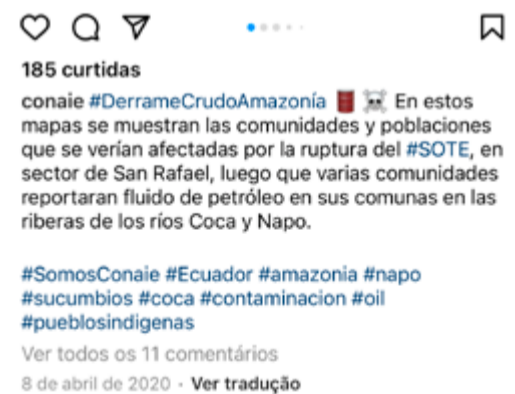 185 curtidas
conaie #DerrameCrudoAmazonía 🛢️ ☠️ En estos
mapas se muestran las comunidades y poblaciones
que se verían afectadas por la ruptura del #SOTE, en
sector de San Rafael, luego que varias comunidades
reportaran fluido de petróleo en sus comunas en las
riberas de los ríos Coca y Napo.
#SomosConaie #Ecuador #amazonia #napo
#sucumbios #coca #contaminacion #oil
#pueblosindigenas
Ver todos os 11 comentários
8 de abril de 2020 · Ver tradução